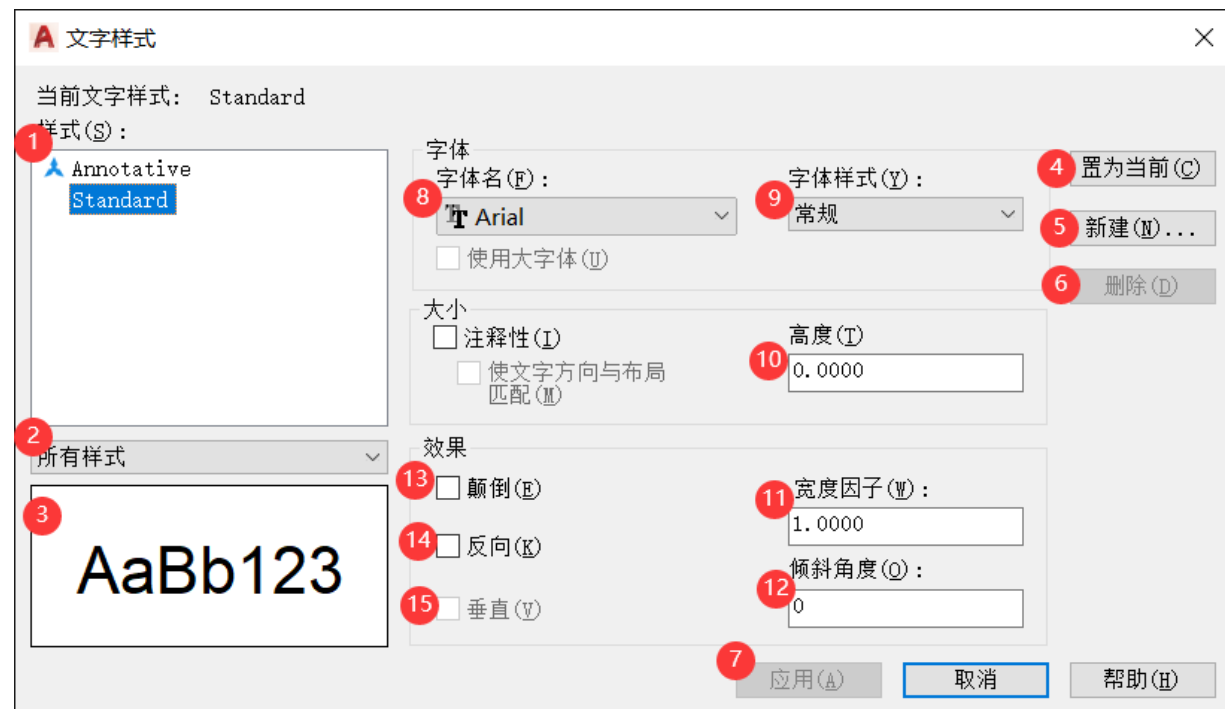 文字样式
当前文字样式: Standard
1
样式(S):
Annotative
Standard
2
所有样式
3
AaBb123
字体
字体名(F):
8
Arial
使用大字体(U)
字体样式(Y):
9
常规
大小
注释性(I)
使文字方向与布局
匹配(M)
高度(T)
10
0.0000
效果
13
颠倒(E)
14
反向(K)
15
垂直(V)
宽度因子(W):
11
1.0000
倾斜角度(O):
12
0
4
置为当前(C)
5
新建(N)...
6
删除(D)
7
应用(A)
取消
帮助(H)